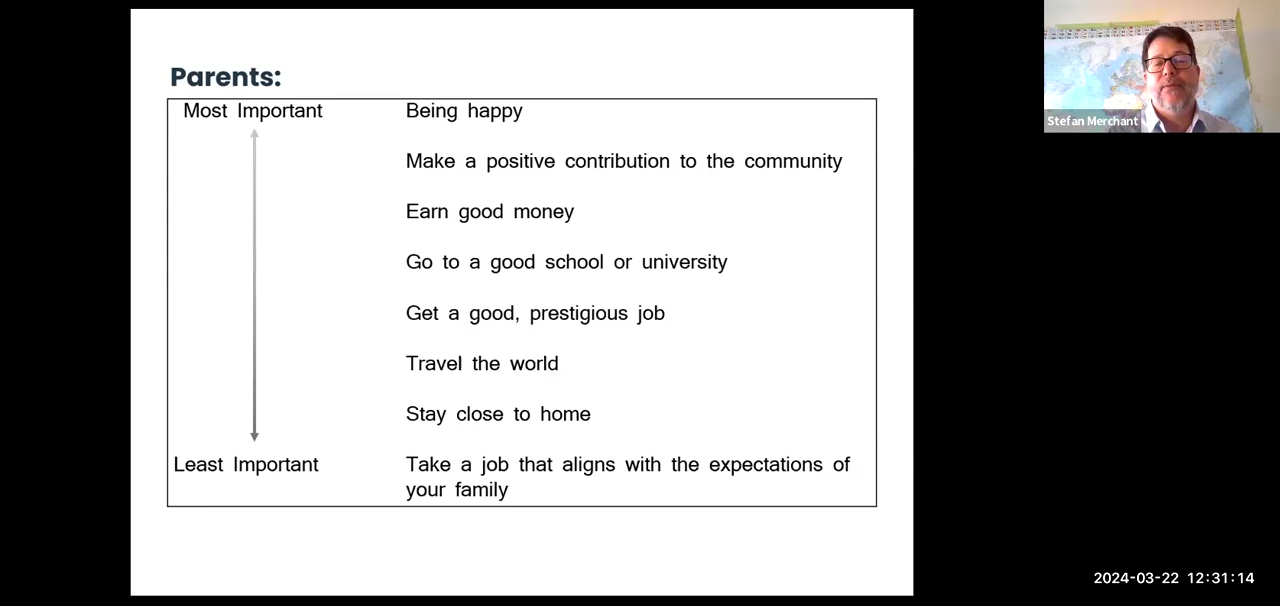 Parents:
Most Important
Being happy
Make a positive contribution to the community
Earn good money
Go to a good school or university
Get a good, prestigious job
Travel the world
Stay close to home
Least Important
Take a job that aligns with the expectations of
your family
Stefan Merchant
2024-03-22 12:31:14